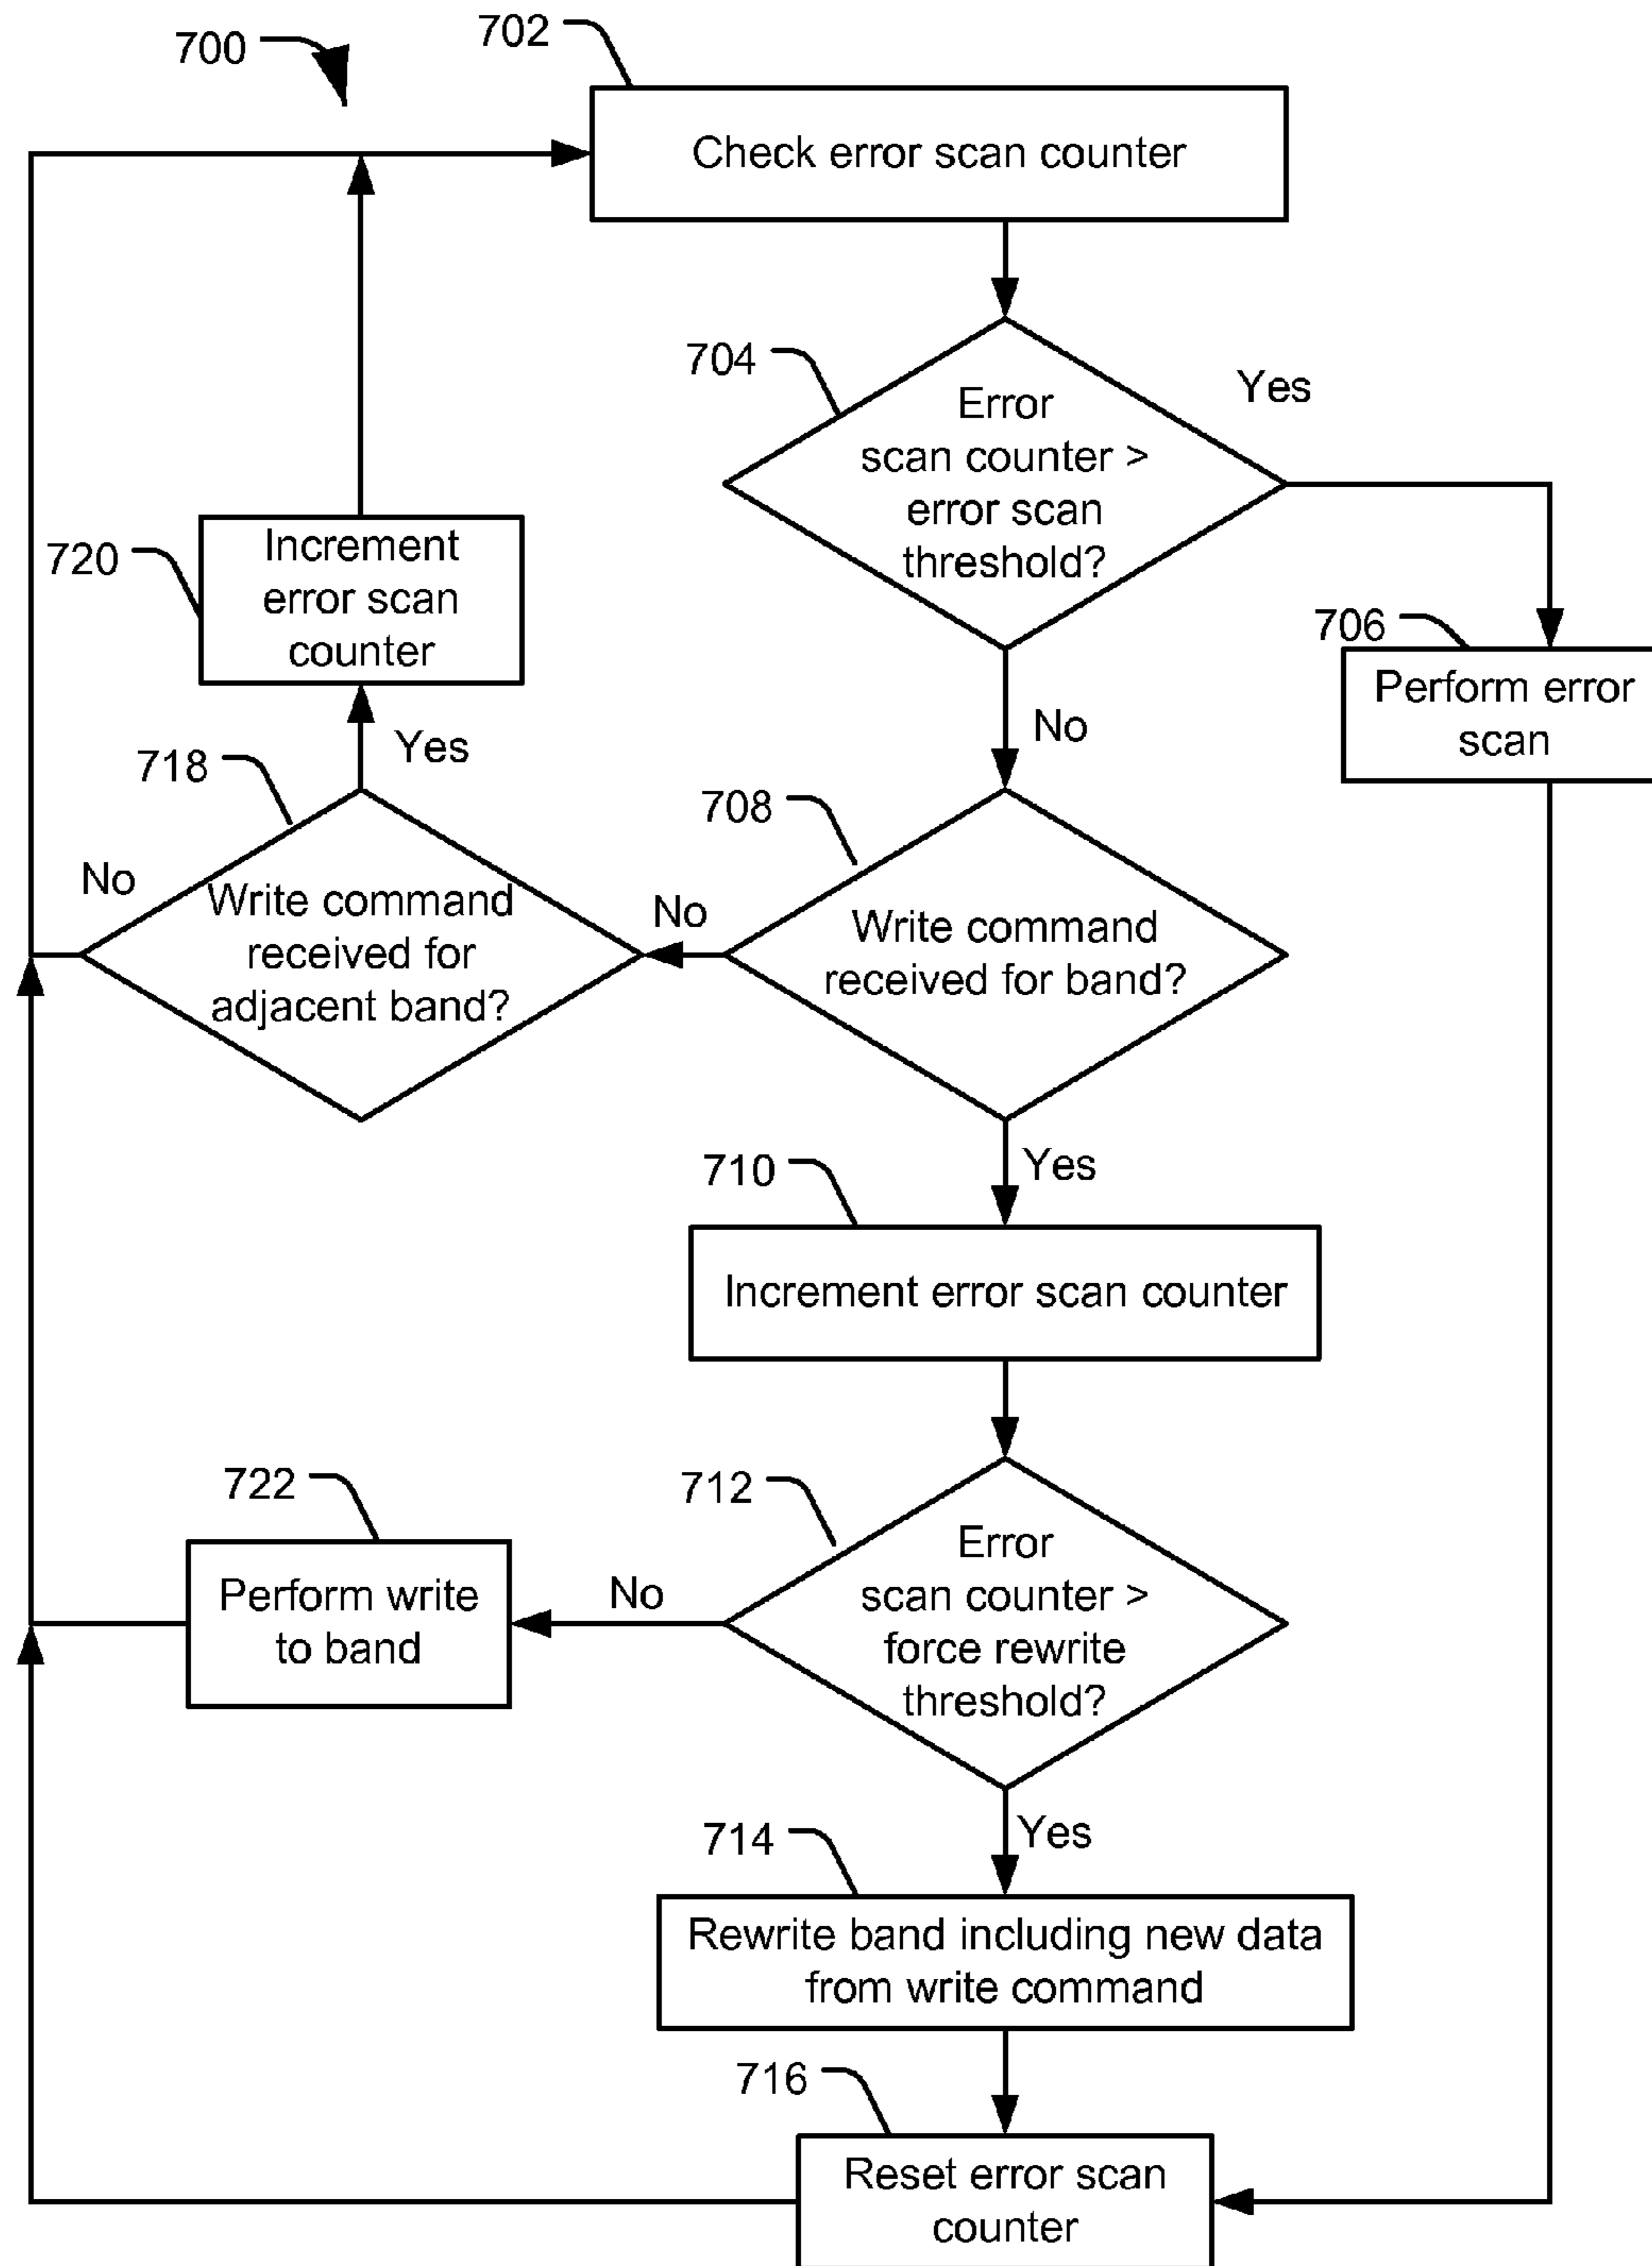 700
702
Check error scan counter
704
Error
scan counter >
error scan
threshold?
Yes
720
Increment
error scan
counter
706
Perform error
scan
No
Yes
718
708
No
Write command
received for
adjacent band?
No
Write command
received for band?
710
Yes
Increment error scan counter
722
712
Perform write
to band
No
Error
scan counter >
force rewrite
threshold?
714
Yes
Rewrite band including new data
from write command
716
Reset error scan
counter